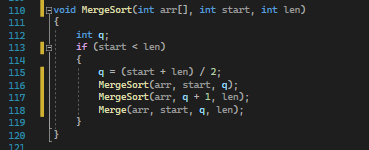 110 void MergeSort(int arr[], int start, int len)
111 {
112 int q;
113 if (start < len)
114 {
115 q = (start + len) / 2;
116 MergeSort(arr, start, q);
117 MergeSort(arr, q + 1, len);
118 Merge(arr, start, q, len);
119 }
120 }
121